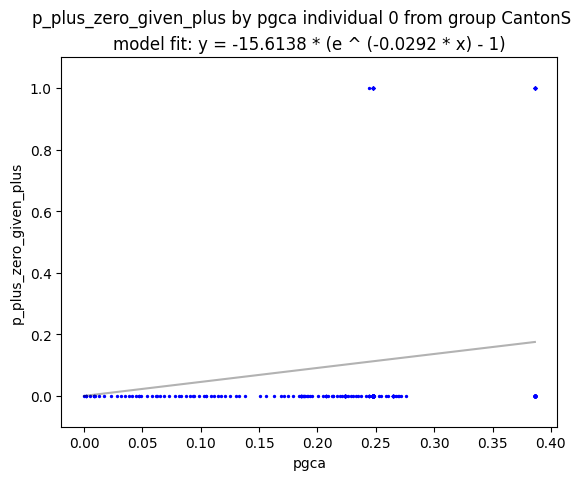 p_plus_zero_given_plus by pgca individual 0 from group CantonS
model fit: y = -15.6138 * (e ^ (-0.0292 * x) - 1)
p_plus_zero_given_plus
1.0
0.8
0.6
0.4
0.2
0.0
0.00 0.05 0.10 0.15 0.20 0.25 0.30 0.35 0.40
pgca